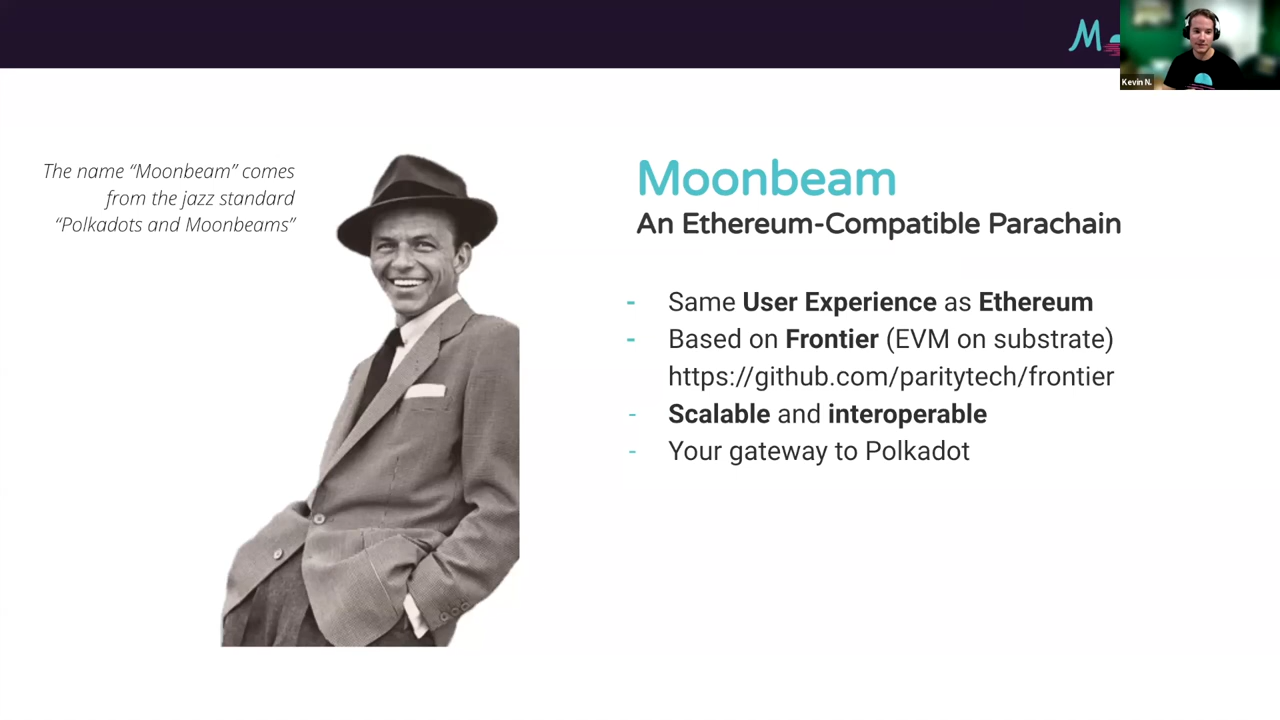 Kevin N.
The name “Moonbeam” comes
from the jazz standard
“Polkadots and Moonbeams”
Moonbeam
An Ethereum-Compatible Parachain
- Same User Experience as Ethereum
- Based on Frontier (EVM on substrate)
https://github.com/paritytech/frontier
- Scalable and interoperable
- Your gateway to Polkadot